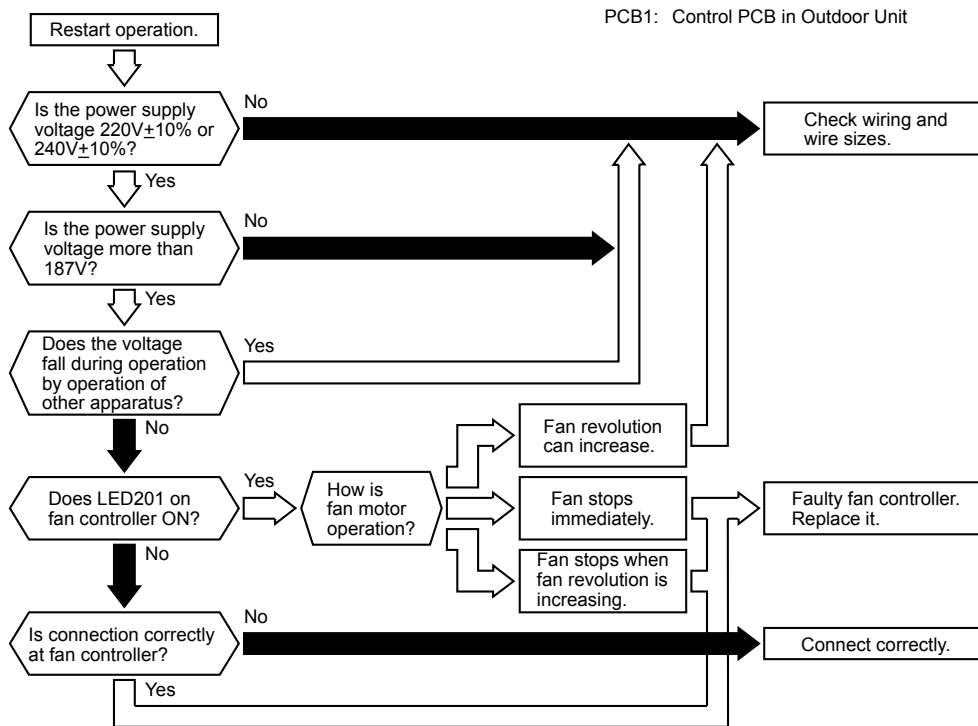 PCB1: Control PCB in Outdoor Unit
Restart operation.
Is the power supply
voltage 220V±10% or
240V±10%?
No
Check wiring and
wire sizes.
Yes
Is the power supply
voltage more than
187V?
No
Yes
Does the voltage
fall during operation
by operation of
other apparatus?
Yes
No
Does LED201 on
fan controller ON?
Yes
How is
fan motor
operation?
Fan revolution
can increase.
Fan stops
immediately.
Fan stops when
fan revolution is
increasing.
Faulty fan controller.
Replace it.
No
Is connection correctly
at fan controller?
No
Connect correctly.
Yes